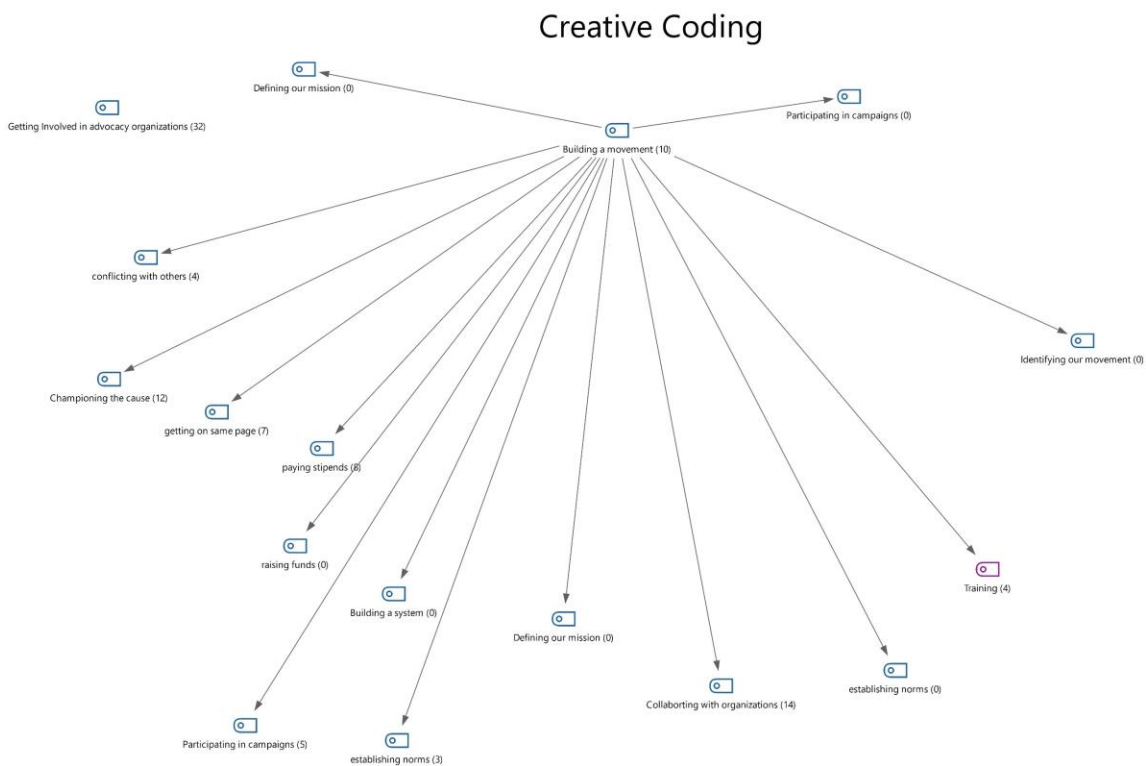 Creative Coding
Defining our mission (0)
Participating in campaigns (0)
Getting Involved in advocacy organizations (32)
Building a movement (10)
conflicting with others (4)
Identifying our movement (0)
Championing the cause (12)
getting on same page (7)
paying stipends (8)
raising funds (0)
Training (4)
Building a system (0)
Defining our mission (0)
establishing norms (0)
Collaborting with organizations (14)
Participating in campaigns (5)
establishing norms (3)